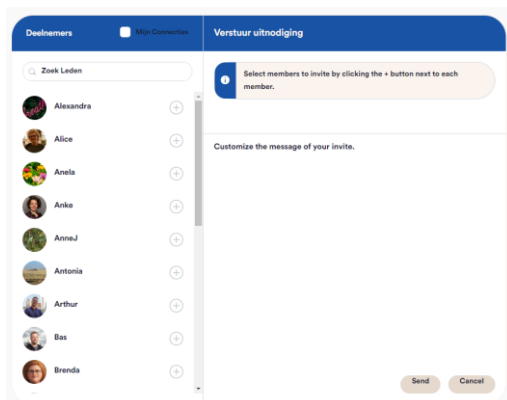 Deelnemers
Mijn Connecties
Zoek Leden
Alexandra
Alice
Anela
Anke
AnneJ
Antonia
Arthur
Bas
Brenda
Verstuur uitnodiging
Select members to invite by clicking the + button next to each
member.
Customize the message of your invite.
Send
Cancel